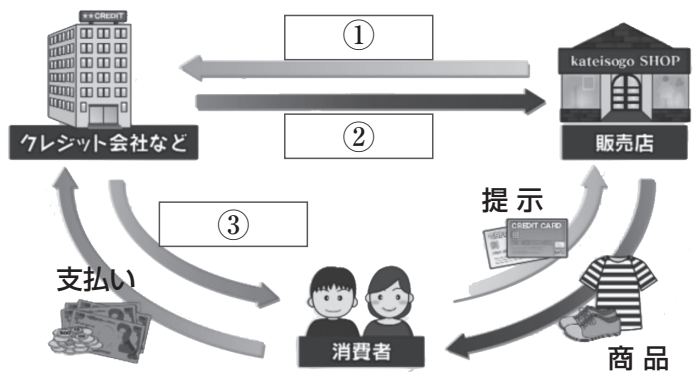 ★★CREDIT
①
kateisogo SHOP
クレジット会社など
②
販売店
③
提示
CREDIT CARD
支払い
消費者
商品